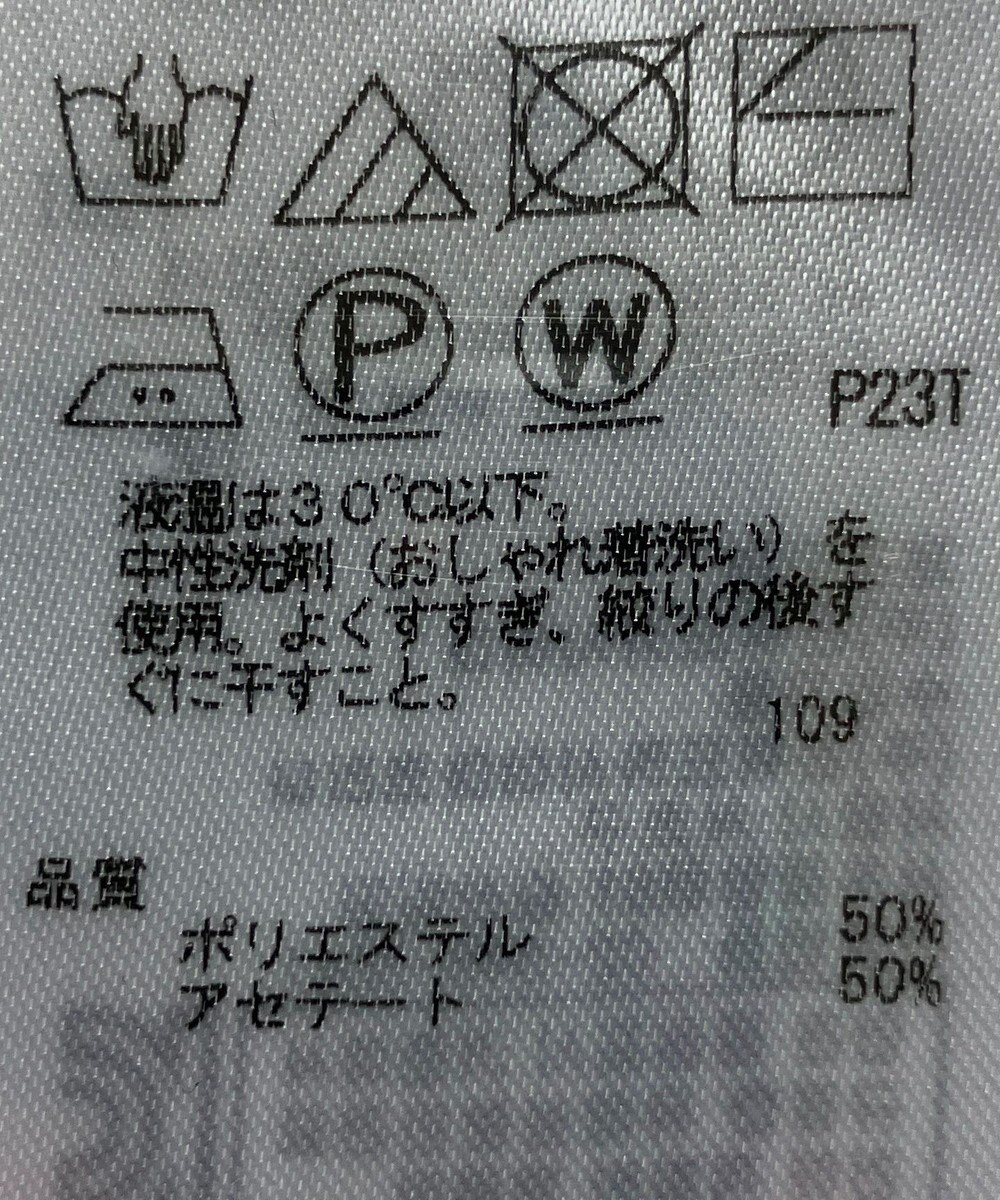 P W
P23T
液温は30℃以下。
中性洗剤(おしゃれ着洗い)を
使用。よくすすぎ、絞りの後す
ぐに干すこと。
109
品質
ポリエステル 50%
アセテート 50%